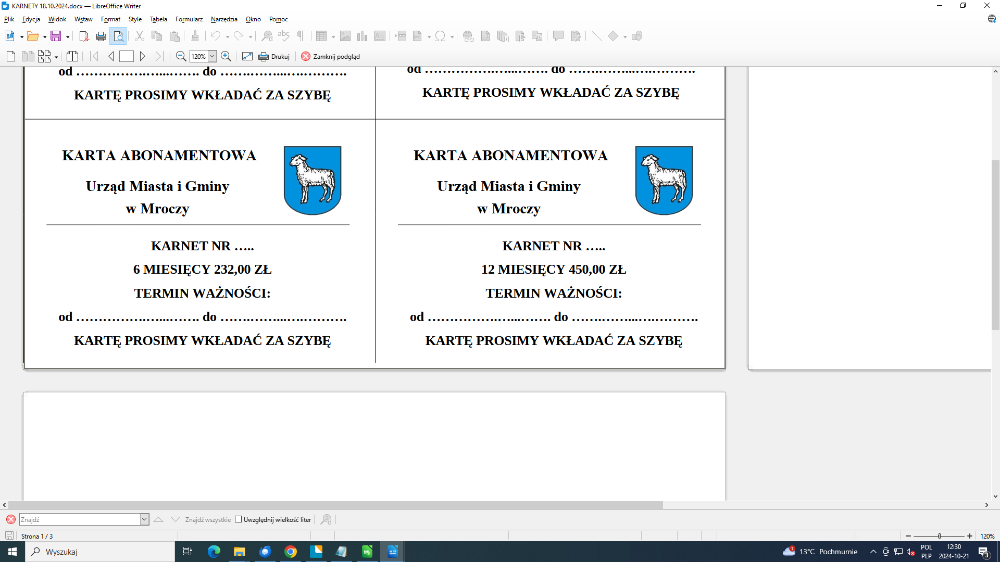 KARNETY 18.10.2024.docx — LibreOffice Writer
Plik Edycja Widok Wstaw Format Style Tabela Formularz Narzędzia Okno Pomoc
120% Drukuj Zamknij podgląd
od …………….…...……. do …….……...….……….
KARTĘ PROSIMY WKŁADAĆ ZA SZYBĘ
od …………….…...……. do …….……...….……….
KARTĘ PROSIMY WKŁADAĆ ZA SZYBĘ
KARTA ABONAMENTOWA
Urząd Miasta i Gminy
w Mroczy
KARNET NR …..
6 MIESIĘCY 232,00 ZŁ
TERMIN WAŻNOŚCI:
od …………….…...……. do …….……...….……….
KARTĘ PROSIMY WKŁADAĆ ZA SZYBĘ
KARTA ABONAMENTOWA
Urząd Miasta i Gminy
w Mroczy
KARNET NR …..
12 MIESIĘCY 450,00 ZŁ
TERMIN WAŻNOŚCI:
od …………….…...……. do …….……...….……….
KARTĘ PROSIMY WKŁADAĆ ZA SZYBĘ
Znajdź Znajdź wszystkie Uwzględnij wielkość liter
Strona 1 / 3 120%
Wyszukaj 1 13°C Pochmurnie POL 12:30 3
PLP 2024-10-21